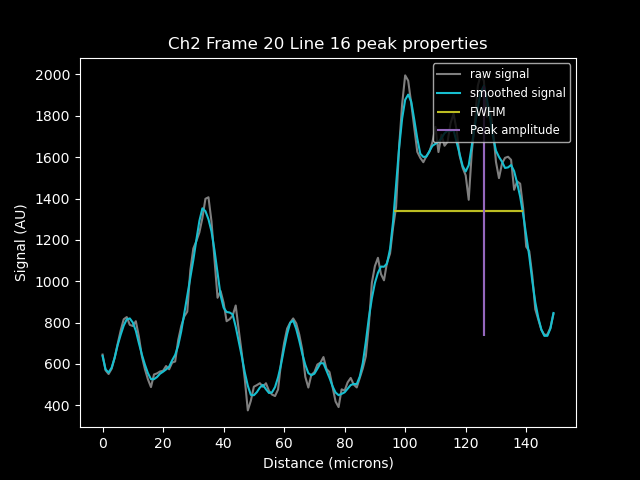 Ch2 Frame 20 Line 16 peak properties
raw signal
smoothed signal
FWHM
Peak amplitude
2000
1800
1600
1400
1200
1000
800
600
400
Signal (AU)
0 20 40 60 80 100 120 140
Distance (microns)